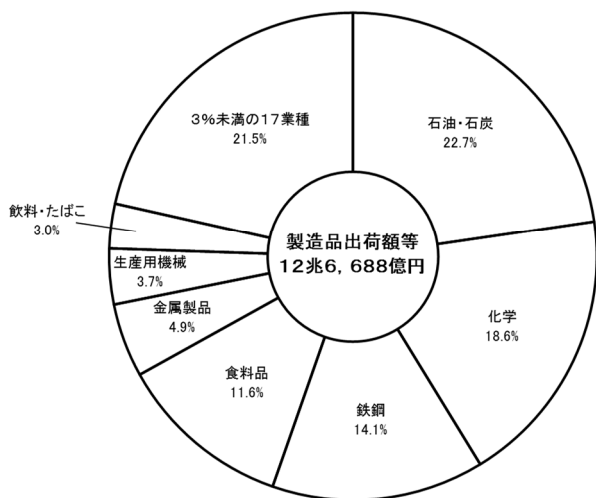 3%未満の17業種
21.5%
石油・石炭
22.7%
飲料・たばこ
3.0%
製造品出荷額等
12兆6,688億円
生産用機械
3.7%
金属製品
4.9%
化学
18.6%
食料品
11.6%
鉄鋼
14.1%